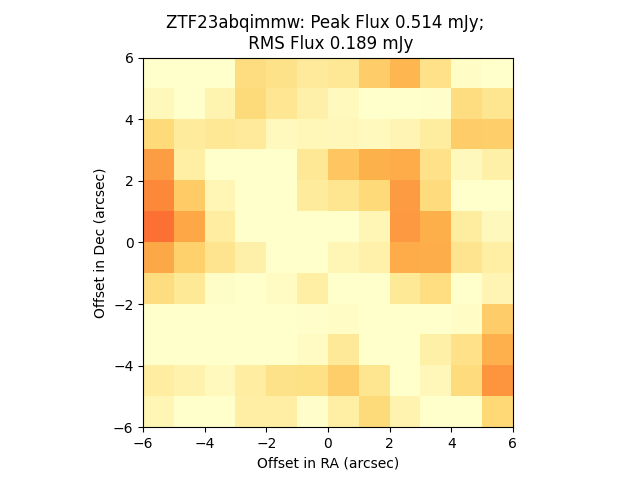 ZTF23abqimmw: Peak Flux 0.514 mJy;
RMS Flux 0.189 mJy
6
4
2
0
−2
−4
−6
Offset in Dec (arcsec)
−6 −4 −2 0 2 4 6
Offset in RA (arcsec)